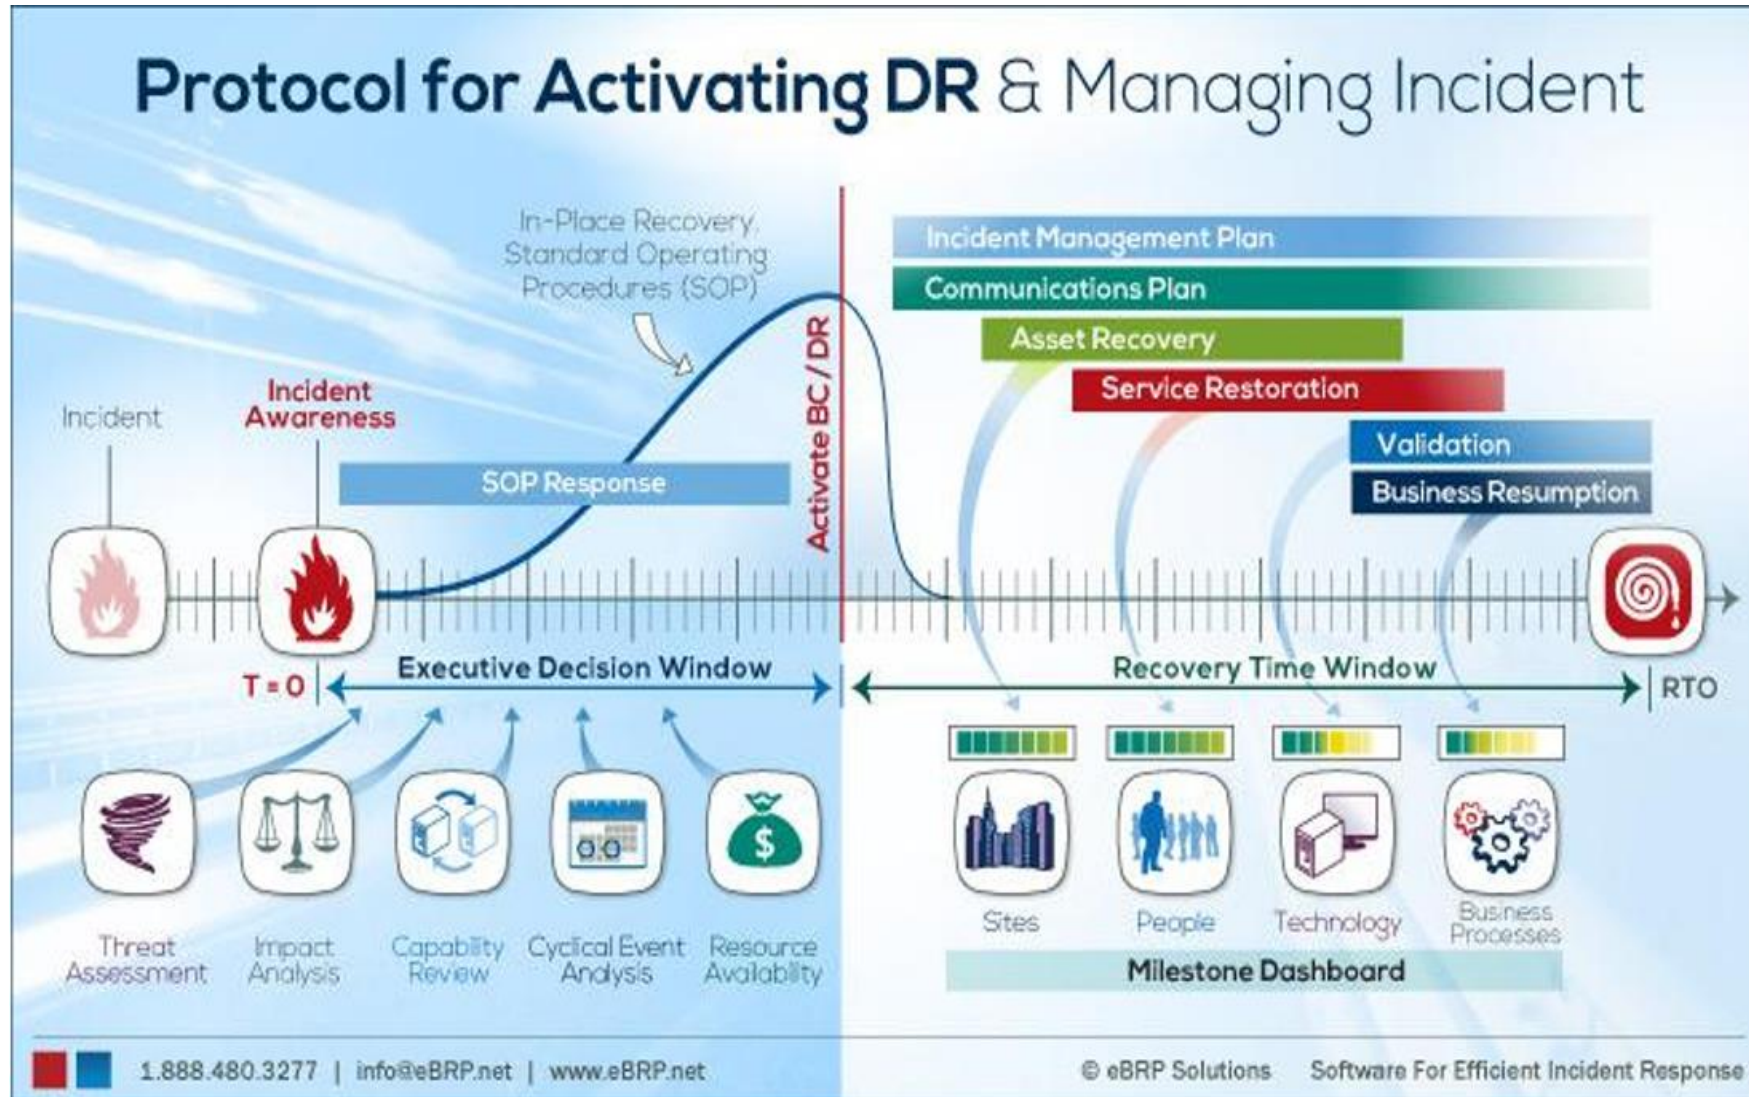 Protocol for Activating DR & Managing Incident
In-Place Recovery,
Standard Operating
Procedures (SOP)
Incident
Incident
Awareness
SOP Response
Activate BC / DR
Incident Management Plan
Communications Plan
Asset Recovery
Service Restoration
Validation
Business Resumption
T = 0
Executive Decision Window
Recovery Time Window
RTO
Threat
Assessment
Impact
Analysis
Capability
Review
Cyclical Event
Analysis
Resource
Availability
$
Sites
People
Technology
Business
Processes
Milestone Dashboard
1.888.480.3277 | info@eBRP.net | www.eBRP.net
© eBRP Solutions
Software For Efficient Incident Response